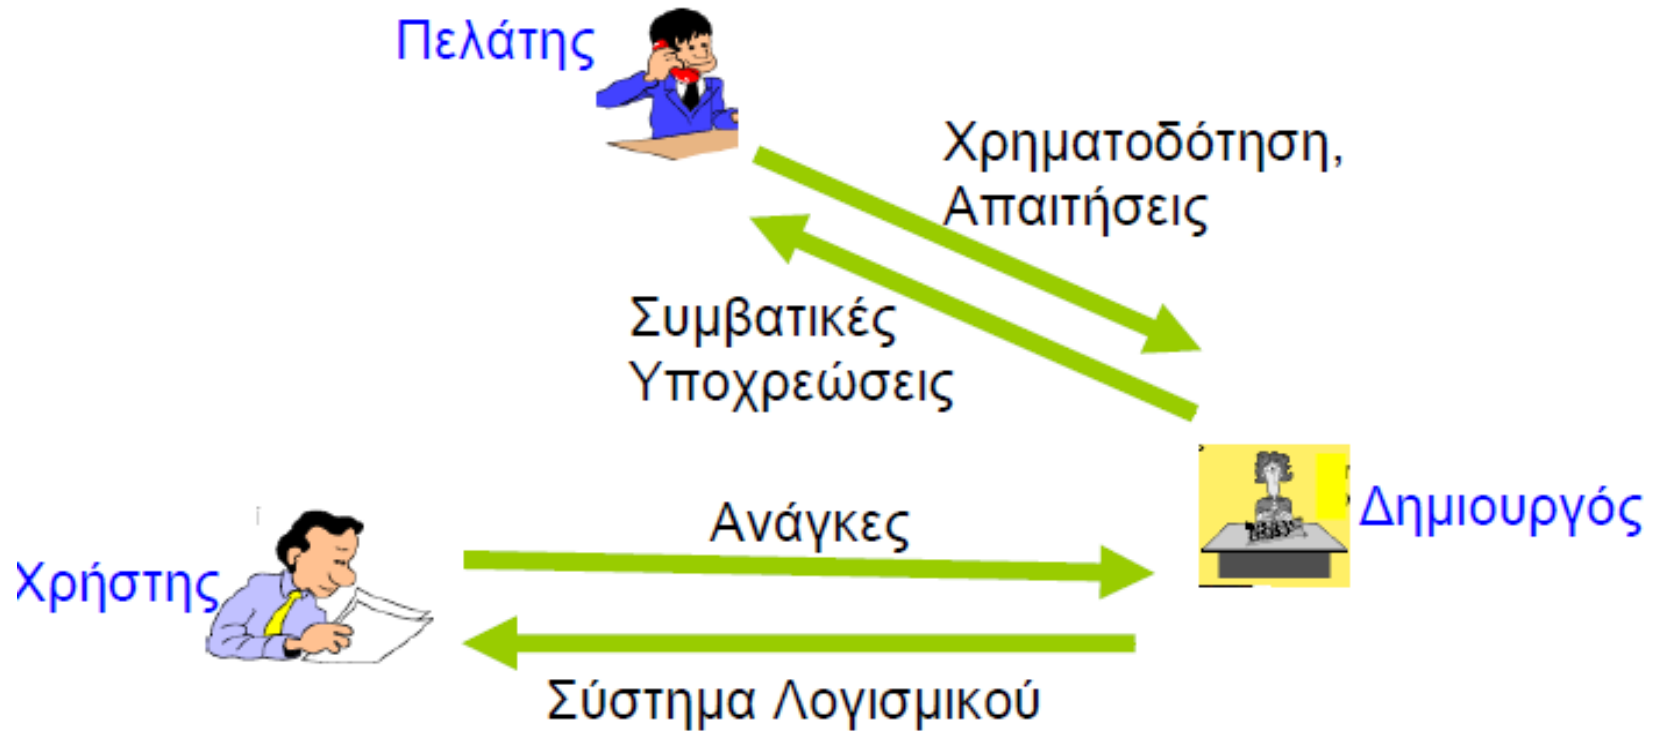 Πελάτης
Χρηματοδότηση,
Απαιτήσεις
Συμβατικές
Υποχρεώσεις
Δημιουργός
Ανάγκες
Χρήστης
Σύστημα Λογισμικού